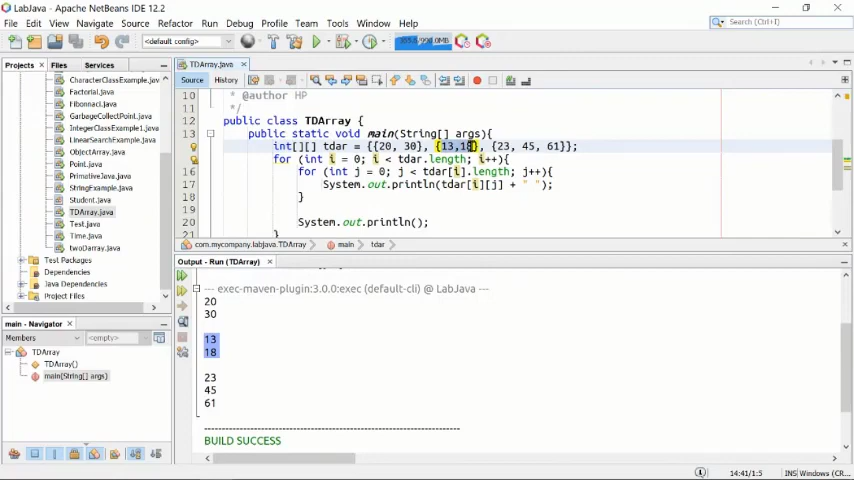 LabJava - Apache NetBeans IDE 12.2
File Edit View Navigate Source Refactor Run Debug Profile Team Tools Window Help
Search (Ctrl+I)
<default config>
Projects × Files Services
TDArray.java ×
Source History
CharacterClassExample.jav
Factorial.java
Fibonnaci.java
GarbageCollectPoint.java
IntegerClassExample1.java
LinearSearchExample.java
ObjectArray.java
Point.java
PrimativeJava.java
StringExample.java
Student.java
TDArray.java
Test.java
Time.java
twoDarray.java
Test Packages
Dependencies
Java Dependencies
Project Files
10 * @author HP
11 */
12 public class TDArray {
13 public static void main(String[] args){
int[][] tdar = {{20, 30}, {13,18}, {23, 45, 61}};
for (int i = 0; i < tdar.length; i++){
16 for (int j = 0; j < tdar[i].length; j++){
17 System.out.println(tdar[i][j] + " ");
18 }
19
20 System.out.println();
21 }
com.mycompany.labjava.TDArray main tdar
main - Navigator ×
Members <empty>
TDArray
TDArray()
main(String[] args)
Output - Run (TDArray) ×
--- exec-maven-plugin:3.0.0:exec (default-cli) @ LabJava ---
20
30
13
18
23
45
61
------------------------------------------------------------------------
BUILD SUCCESS
14:41/1:5 INS Windows (CR...